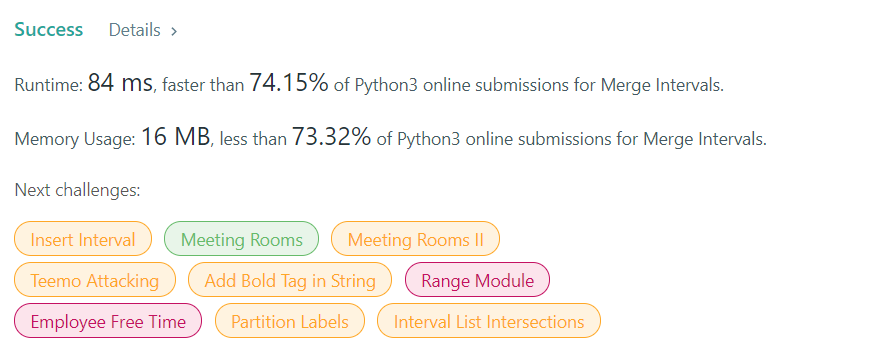 Success Details >
Runtime: 84 ms, faster than 74.15% of Python3 online submissions for Merge Intervals.
Memory Usage: 16 MB, less than 73.32% of Python3 online submissions for Merge Intervals.
Next challenges:
Insert Interval Meeting Rooms Meeting Rooms II
Teemo Attacking Add Bold Tag in String Range Module
Employee Free Time Partition Labels Interval List Intersections